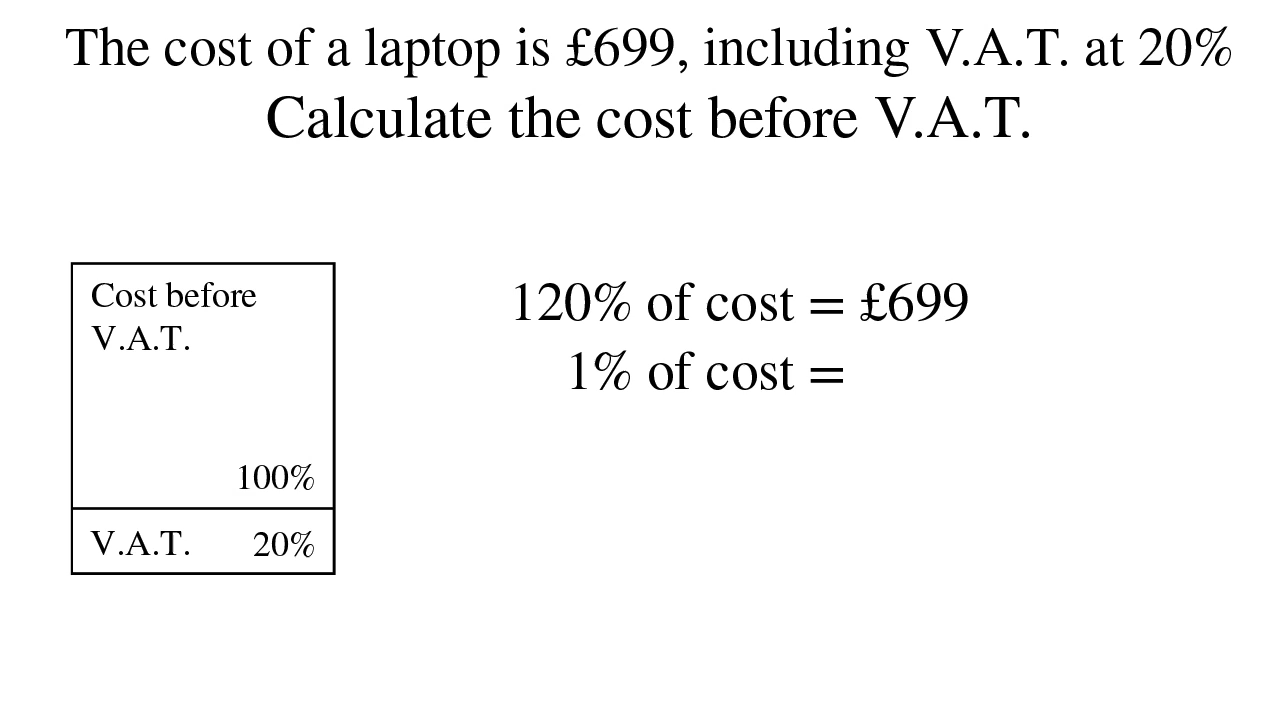 The cost of a laptop is £699, including V.A.T. at 20%
Calculate the cost before V.A.T.
Cost before
V.A.T.
100%
V.A.T. 20%
120% of cost = £699
1% of cost =